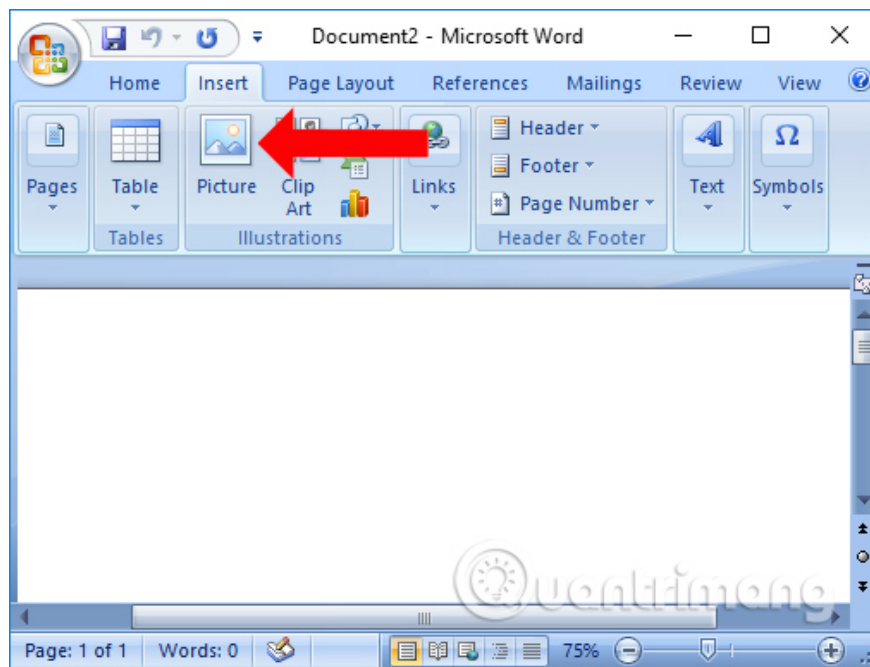 Document2 - Microsoft Word
Home Insert Page Layout References Mailings Review View
Pages
Table
Tables
Picture
Clip
Art
Illustrations
Links
Header
Footer
Page Number
Header & Footer
Text
Symbols
Quantrimang
Page: 1 of 1 Words: 0 75%